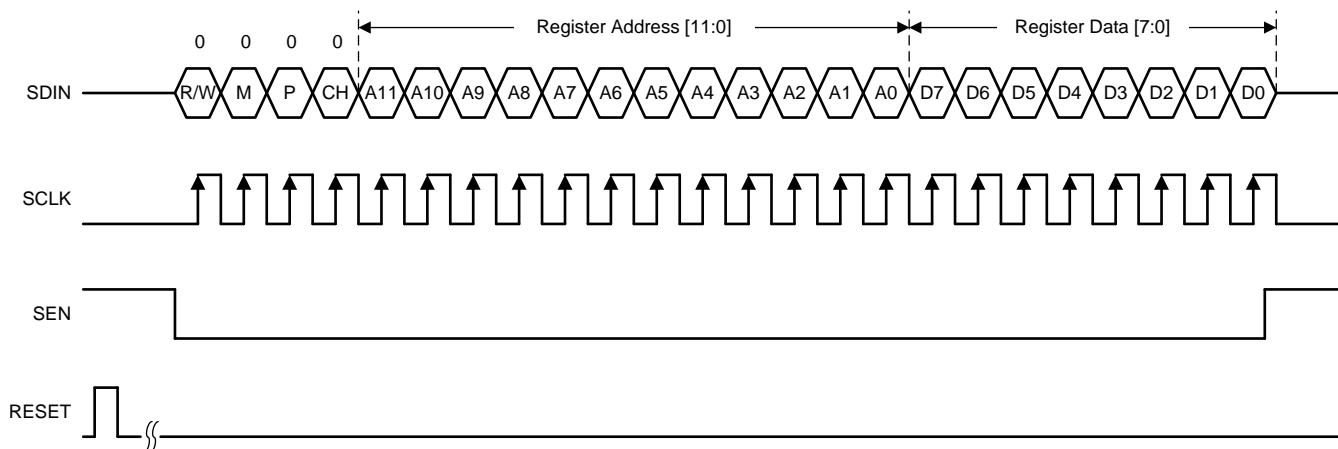 Register Address [11:0] Register Data [7:0]
0 0 0 0
SDIN R/W M P CH A11 A10 A9 A8 A7 A6 A5 A4 A3 A2 A1 A0 D7 D6 D5 D4 D3 D2 D1 D0
SCLK
SEN
RESET